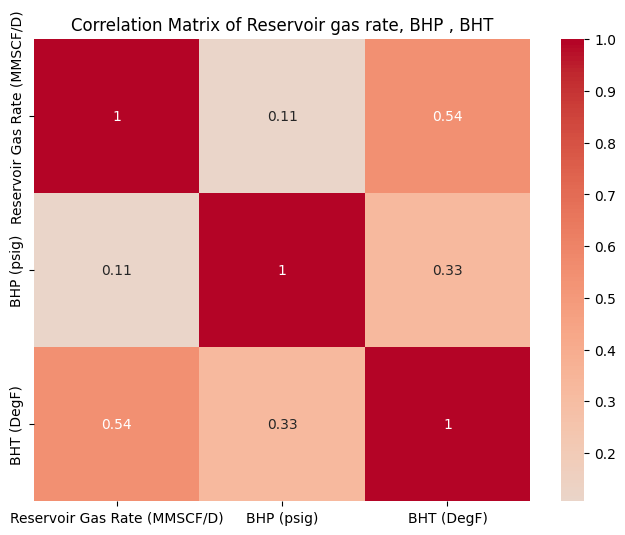 Correlation Matrix of Reservoir gas rate, BHP , BHT
Reservoir Gas Rate (MMSCF/D)
BHP (psig)
BHT (DegF)
1 0.11 0.54
0.11 1 0.33
0.54 0.33 1
Reservoir Gas Rate (MMSCF/D) BHP (psig) BHT (DegF)
1.0
0.9
0.8
0.7
0.6
0.5
0.4
0.3
0.2